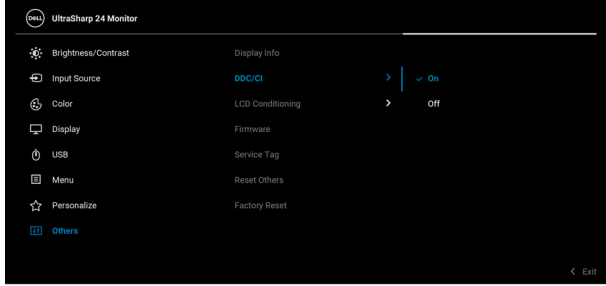 DELL
UltraSharp 24 Monitor
Brightness/Contrast
Input Source
Color
Display
USB
Menu
Personalize
Others
Display Info
DDC/CI
LCD Conditioning
Firmware
Service Tag
Reset Others
Factory Reset
On
Off
Exit